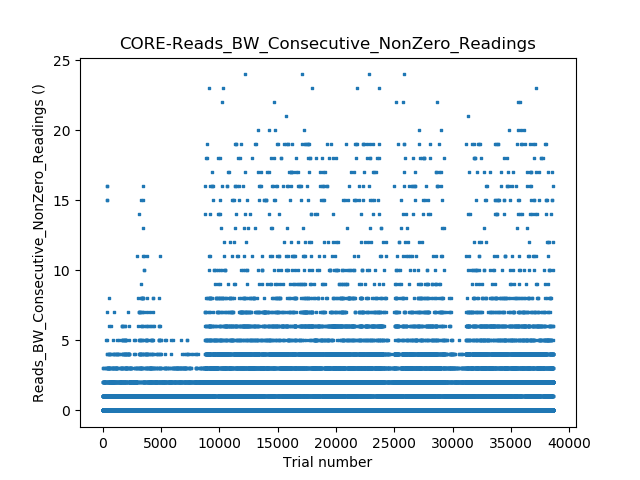 CORE-Reads_BW_Consecutive_NonZero_Readings
Reads_BW_Consecutive_NonZero_Readings ()
25
20
15
10
5
0
0 5000 10000 15000 20000 25000 30000 35000 40000
Trial number